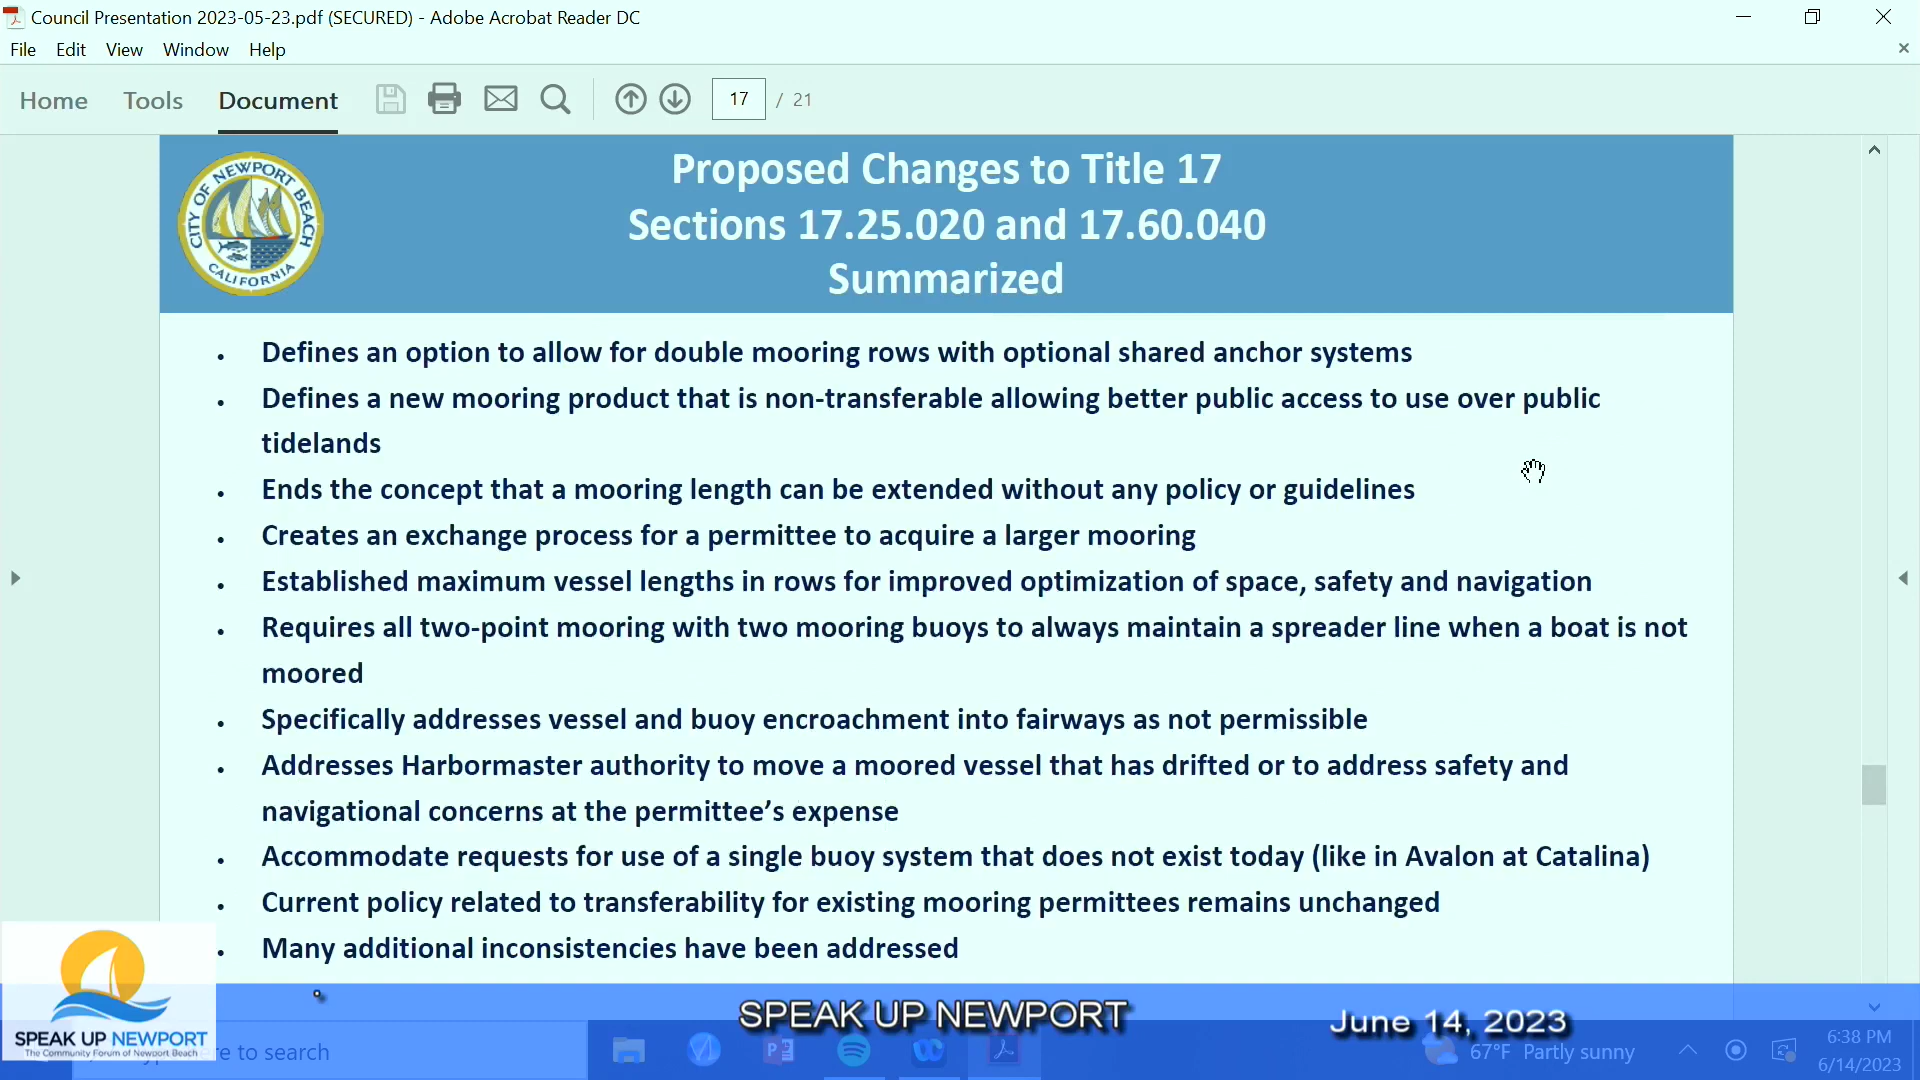 Council Presentation 2023-05-23.pdf (SECURED) - Adobe Acrobat Reader DC
File Edit View Window Help
Home Tools Document 17 / 21
CITY OF NEWPORT BEACH
CALIFORNIA
Proposed Changes to Title 17
Sections 17.25.020 and 17.60.040
Summarized
• Defines an option to allow for double mooring rows with optional shared anchor systems
• Defines a new mooring product that is non-transferable allowing better public access to use over public
tidelands
• Ends the concept that a mooring length can be extended without any policy or guidelines
• Creates an exchange process for a permittee to acquire a larger mooring
• Established maximum vessel lengths in rows for improved optimization of space, safety and navigation
• Requires all two-point mooring with two mooring buoys to always maintain a spreader line when a boat is not
moored
• Specifically addresses vessel and buoy encroachment into fairways as not permissible
• Addresses Harbormaster authority to move a moored vessel that has drifted or to address safety and
navigational concerns at the permittee’s expense
• Accommodate requests for use of a single buoy system that does not exist today (like in Avalon at Catalina)
• Current policy related to transferability for existing mooring permittees remains unchanged
• Many additional inconsistencies have been addressed
SPEAK UP NEWPORT
The Community Forum of Newport Beach
SPEAK UP NEWPORT
June 14, 2023
to search
67°F Partly sunny
6:38 PM
6/14/2023